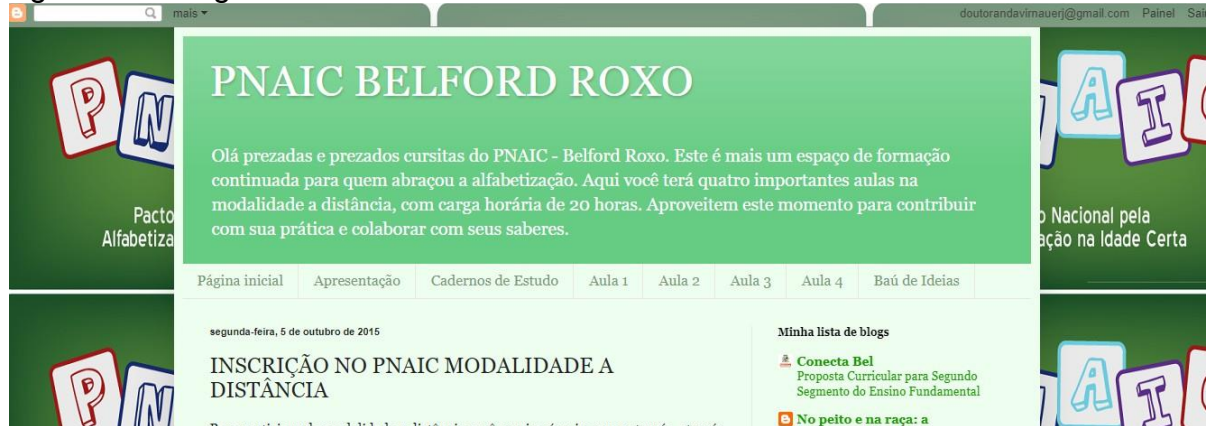 mais
doutorandavirnauerj@gmail.com Painel Sai
PNAIC BELFORD ROXO
Olá prezadas e prezados cursitas do PNAIC - Belford Roxo. Este é mais um espaço de formação
continuada para quem abraçou a alfabetização. Aqui você terá quatro importantes aulas na
modalidade a distância, com carga horária de 20 horas. Aproveitem este momento para contribuir
com sua prática e colaborar com seus saberes.
P N
A I C
Pacto
Alfabetiza
o Nacional pela
ação na Idade Certa
Página inicial Apresentação Cadernos de Estudo Aula 1 Aula 2 Aula 3 Aula 4 Baú de Ideias
segunda-feira, 5 de outubro de 2015
INSCRIÇÃO NO PNAIC MODALIDADE A
DISTÂNCIA
Minha lista de blogs
Conecta Bel
Proposta Curricular para Segundo
Segmento do Ensino Fundamental
No peito e na raça: a
P N
A I